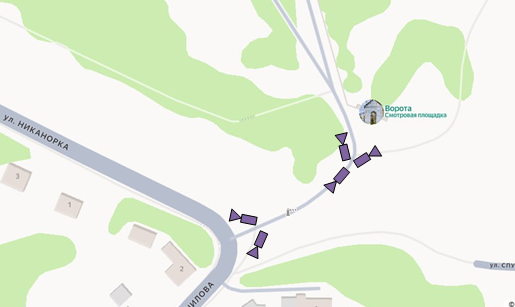 Ворота
Смотровая площадка
ул. НИКАНОРКА
3
1
2
ИЛОВА
ул. СПУ
©